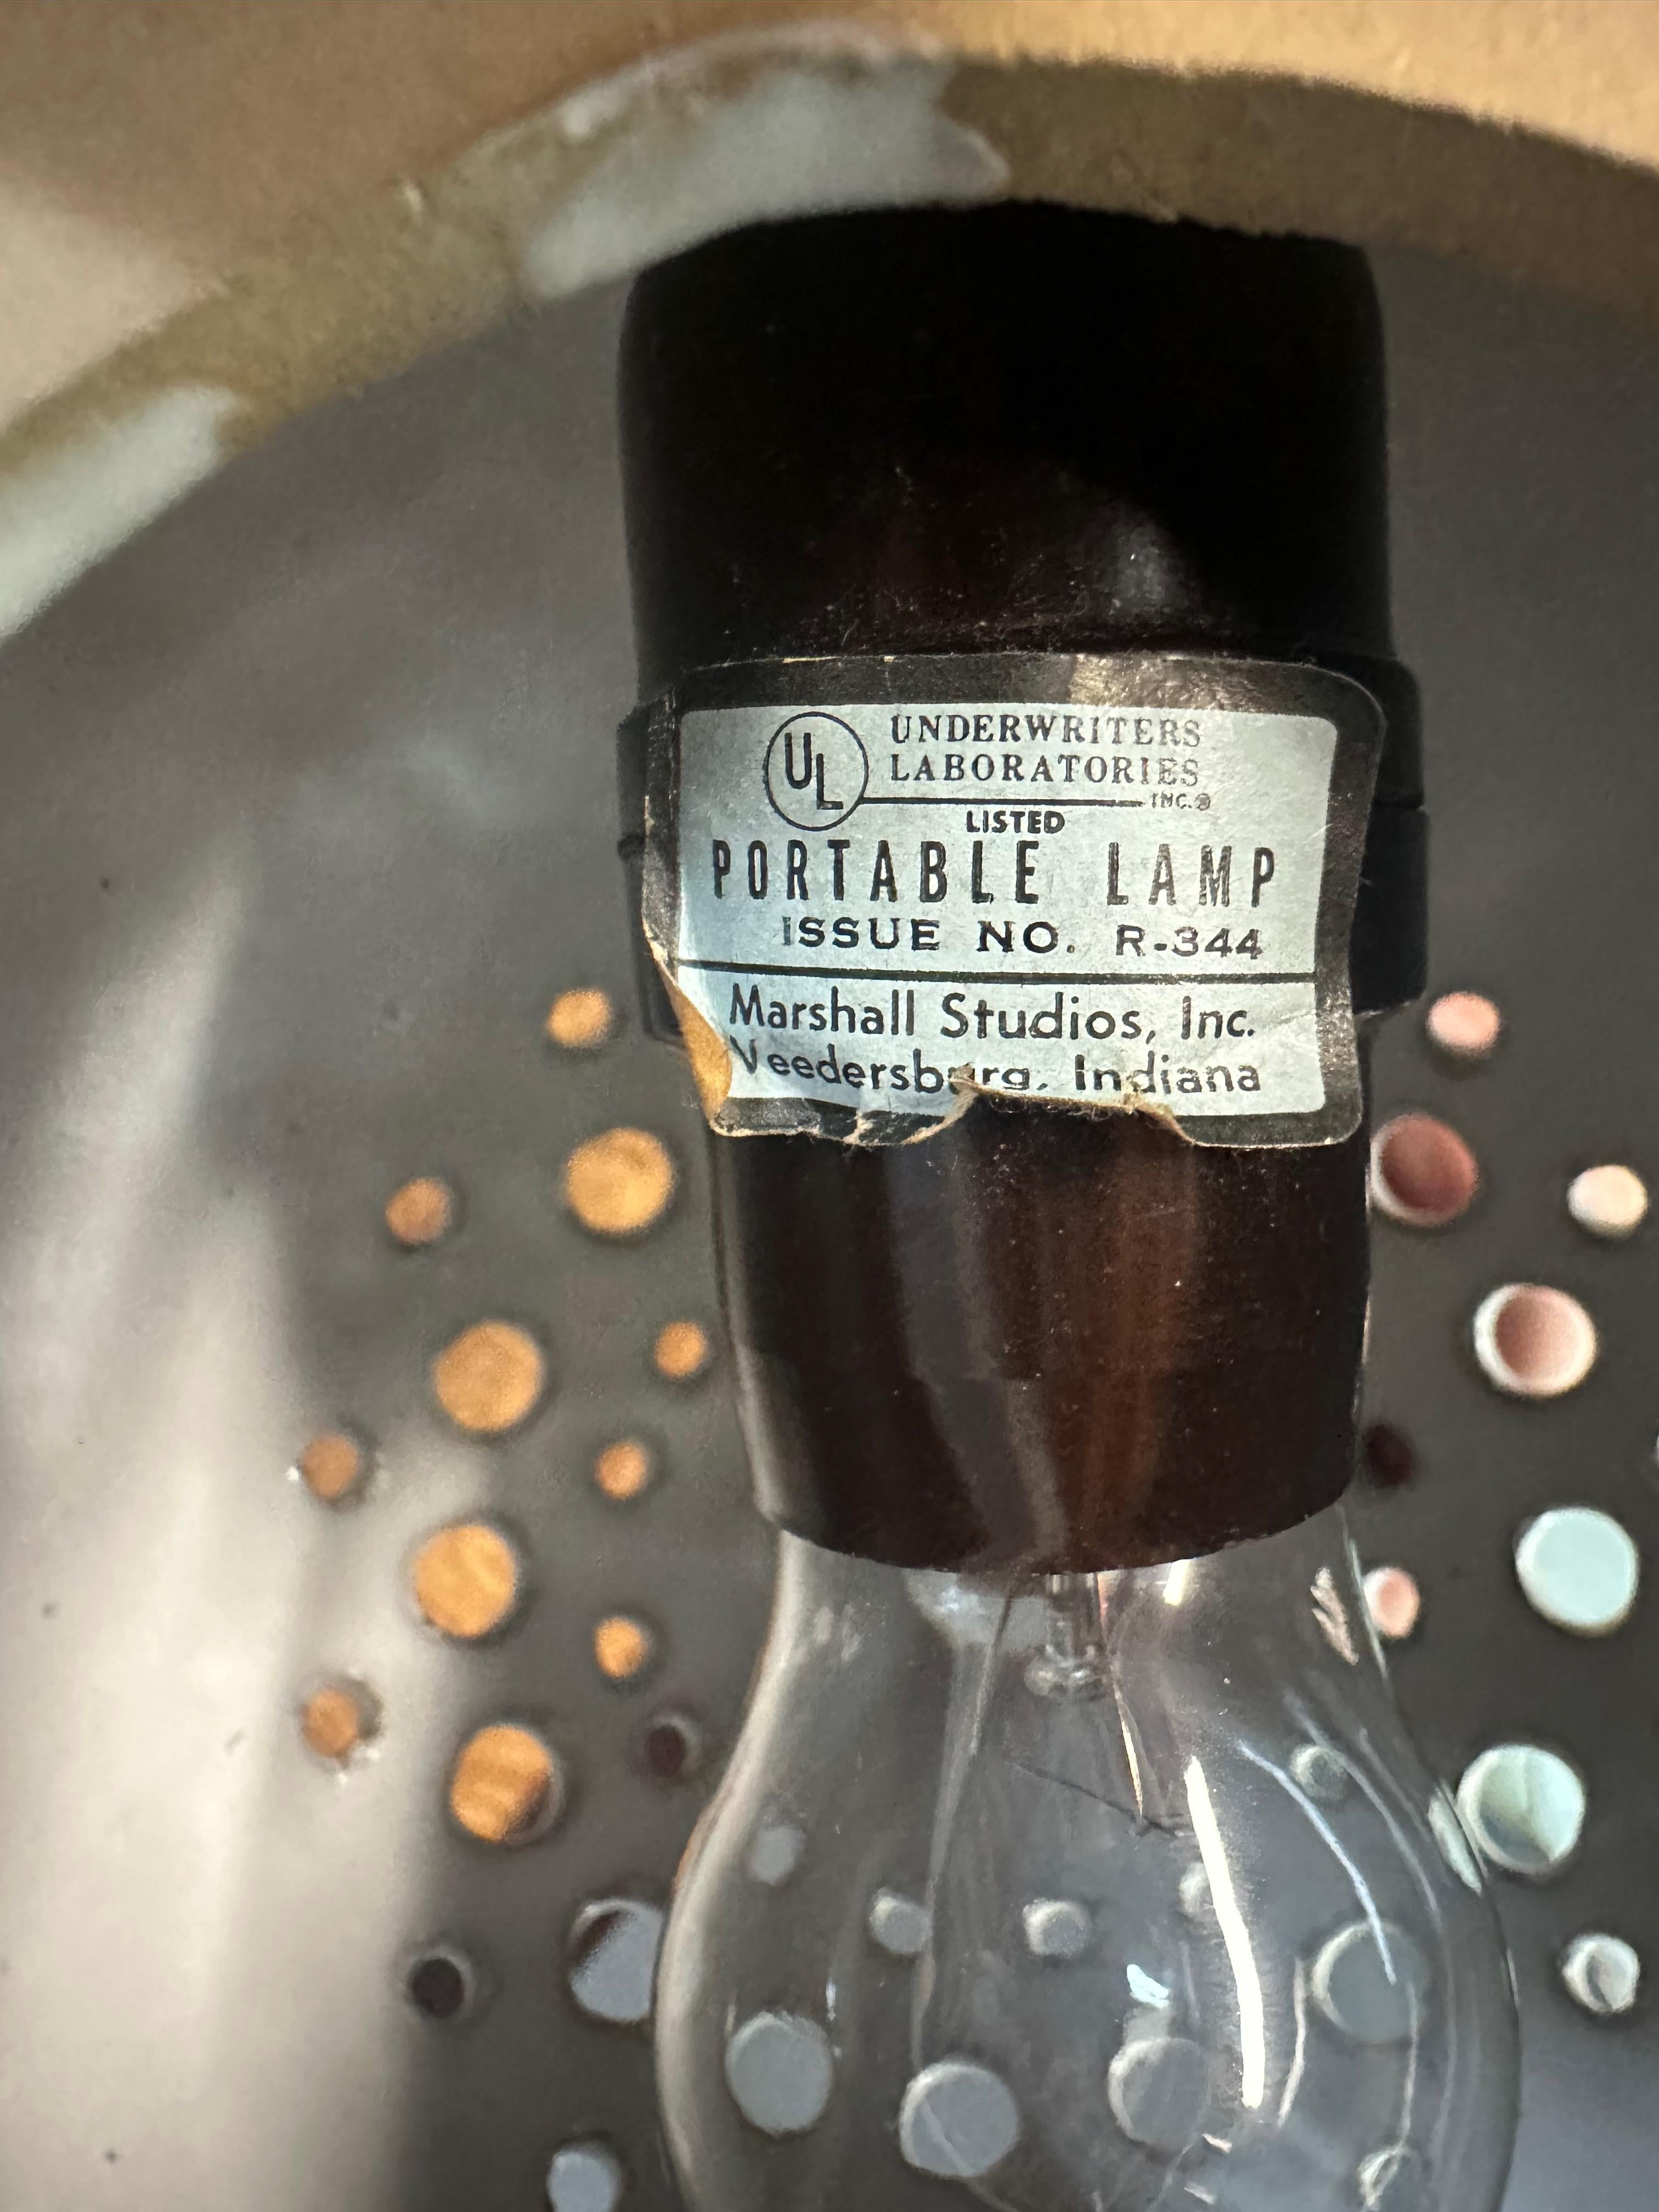 UL
UNDERWRITERS
LABORATORIES
INC.®
LISTED
PORTABLE LAMP
ISSUE NO. R-344
Marshall Studios, Inc.
Veedersburg, Indiana